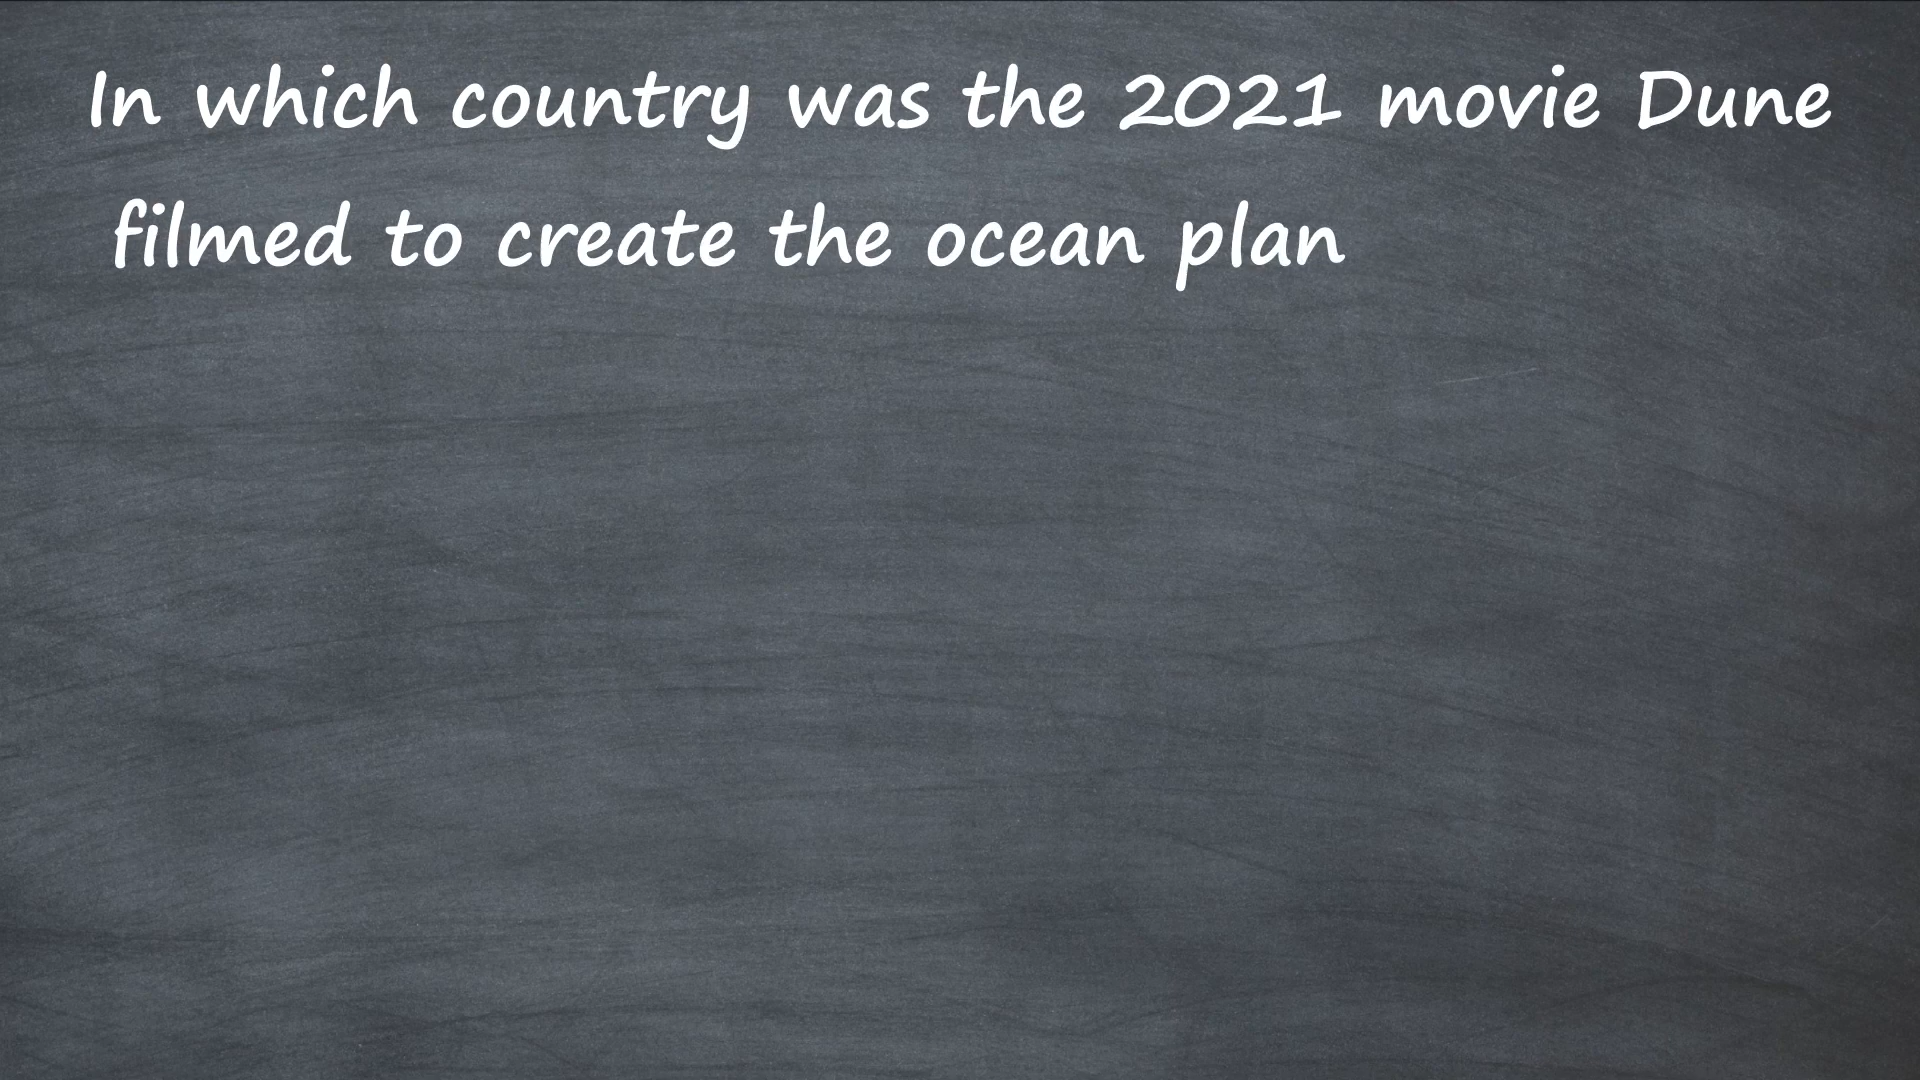 In which country was the 2021 movie Dune
filmed to create the ocean plan